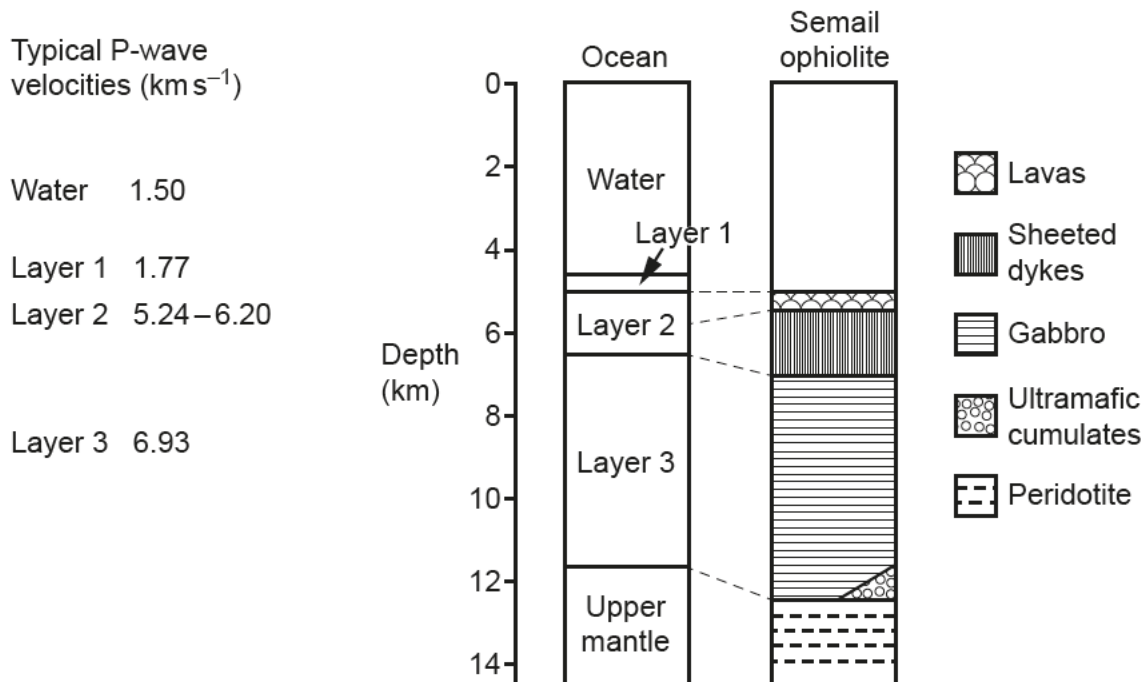 Typical P-wave
velocities (km s⁻¹)
Water 1.50
Layer 1 1.77
Layer 2 5.24 – 6.20
Layer 3 6.93
Depth
(km)
0
2
4
6
8
10
12
14
Ocean
Water
Layer 1
Layer 2
Layer 3
Upper
mantle
Semail
ophiolite
Lavas
Sheeted
dykes
Gabbro
Ultramafic
cumulates
Peridotite